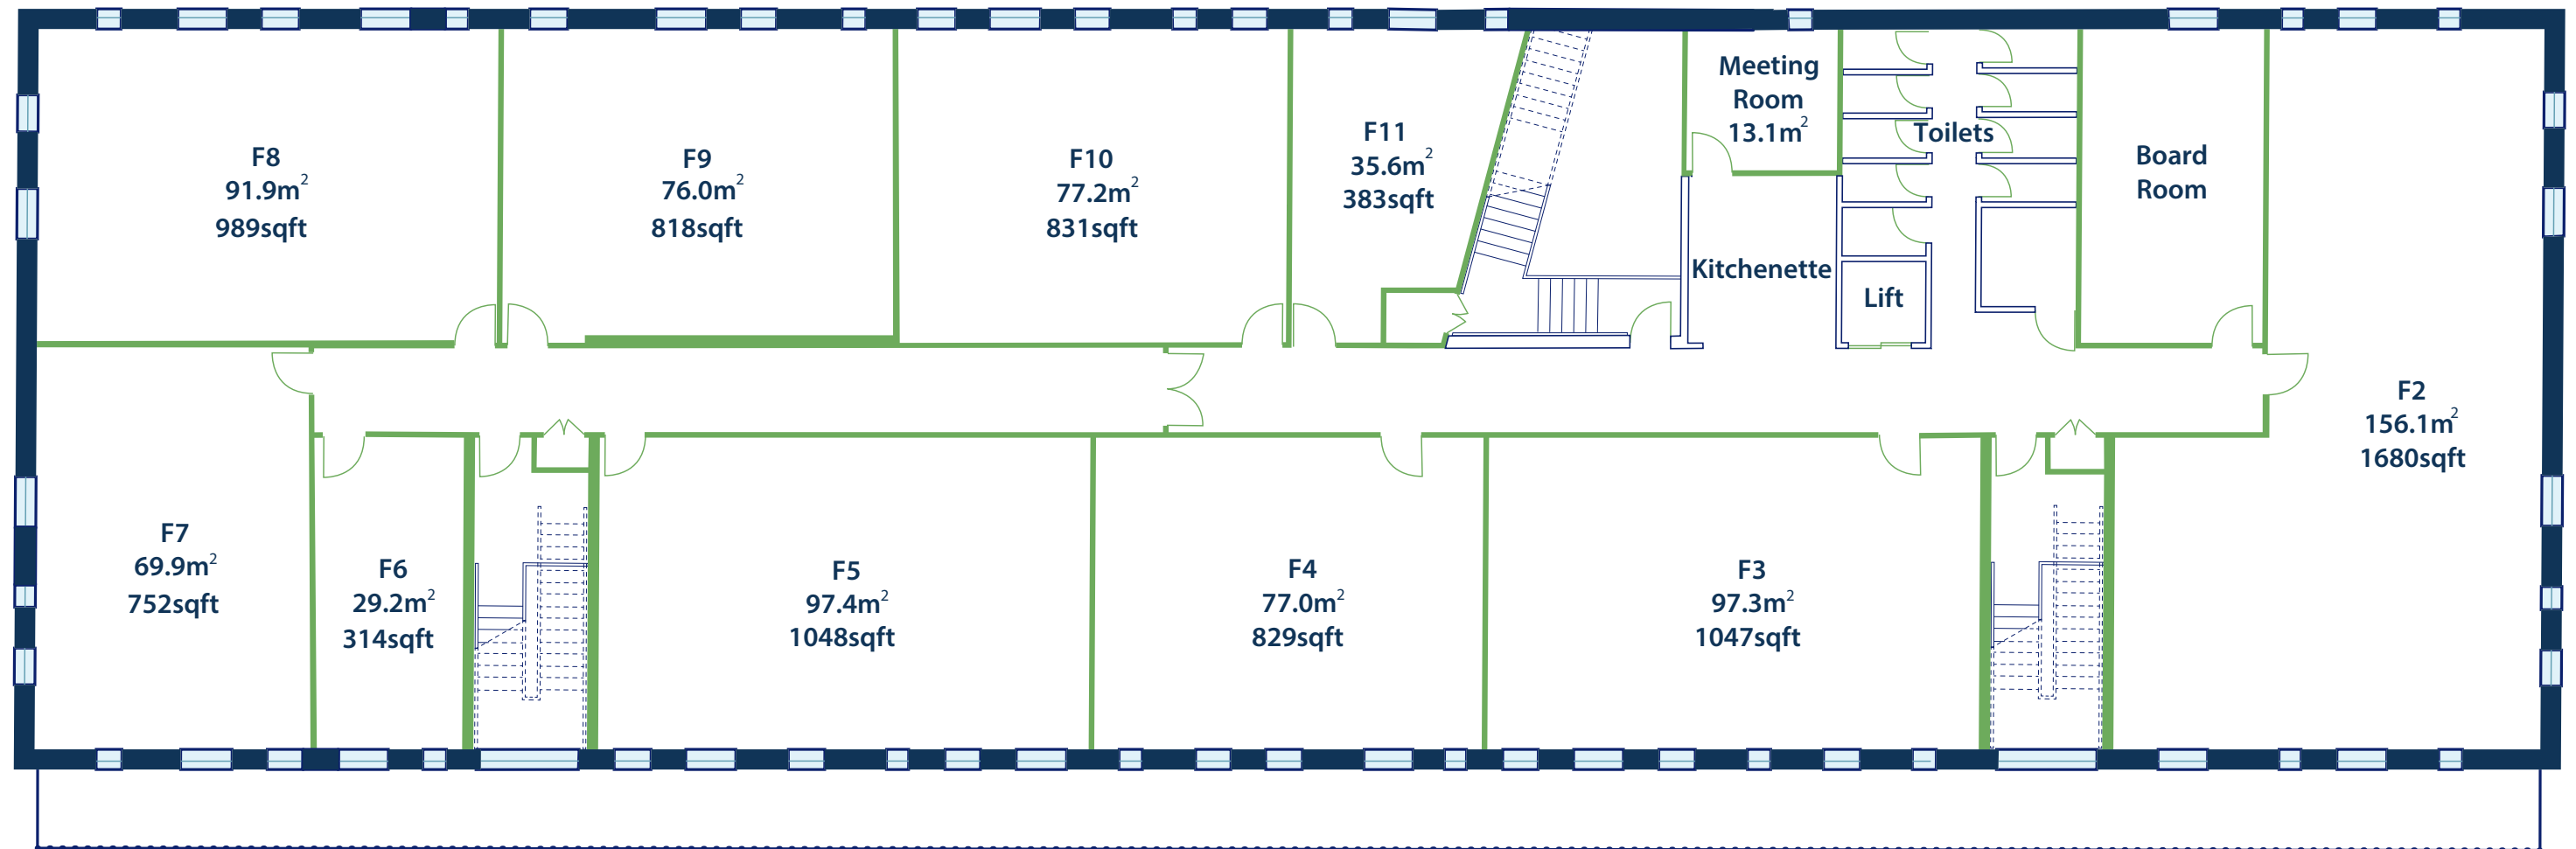 F8
91.9m²
989sqft
F9
76.0m²
818sqft
F10
77.2m²
831sqft
F11
35.6m²
383sqft
Meeting
Room
13.1m²
Kitchenette
Toilets
Lift
Board
Room
F2
156.1m²
1680sqft
F7
69.9m²
752sqft
F6
29.2m²
314sqft
F5
97.4m²
1048sqft
F4
77.0m²
829sqft
F3
97.3m²
1047sqft